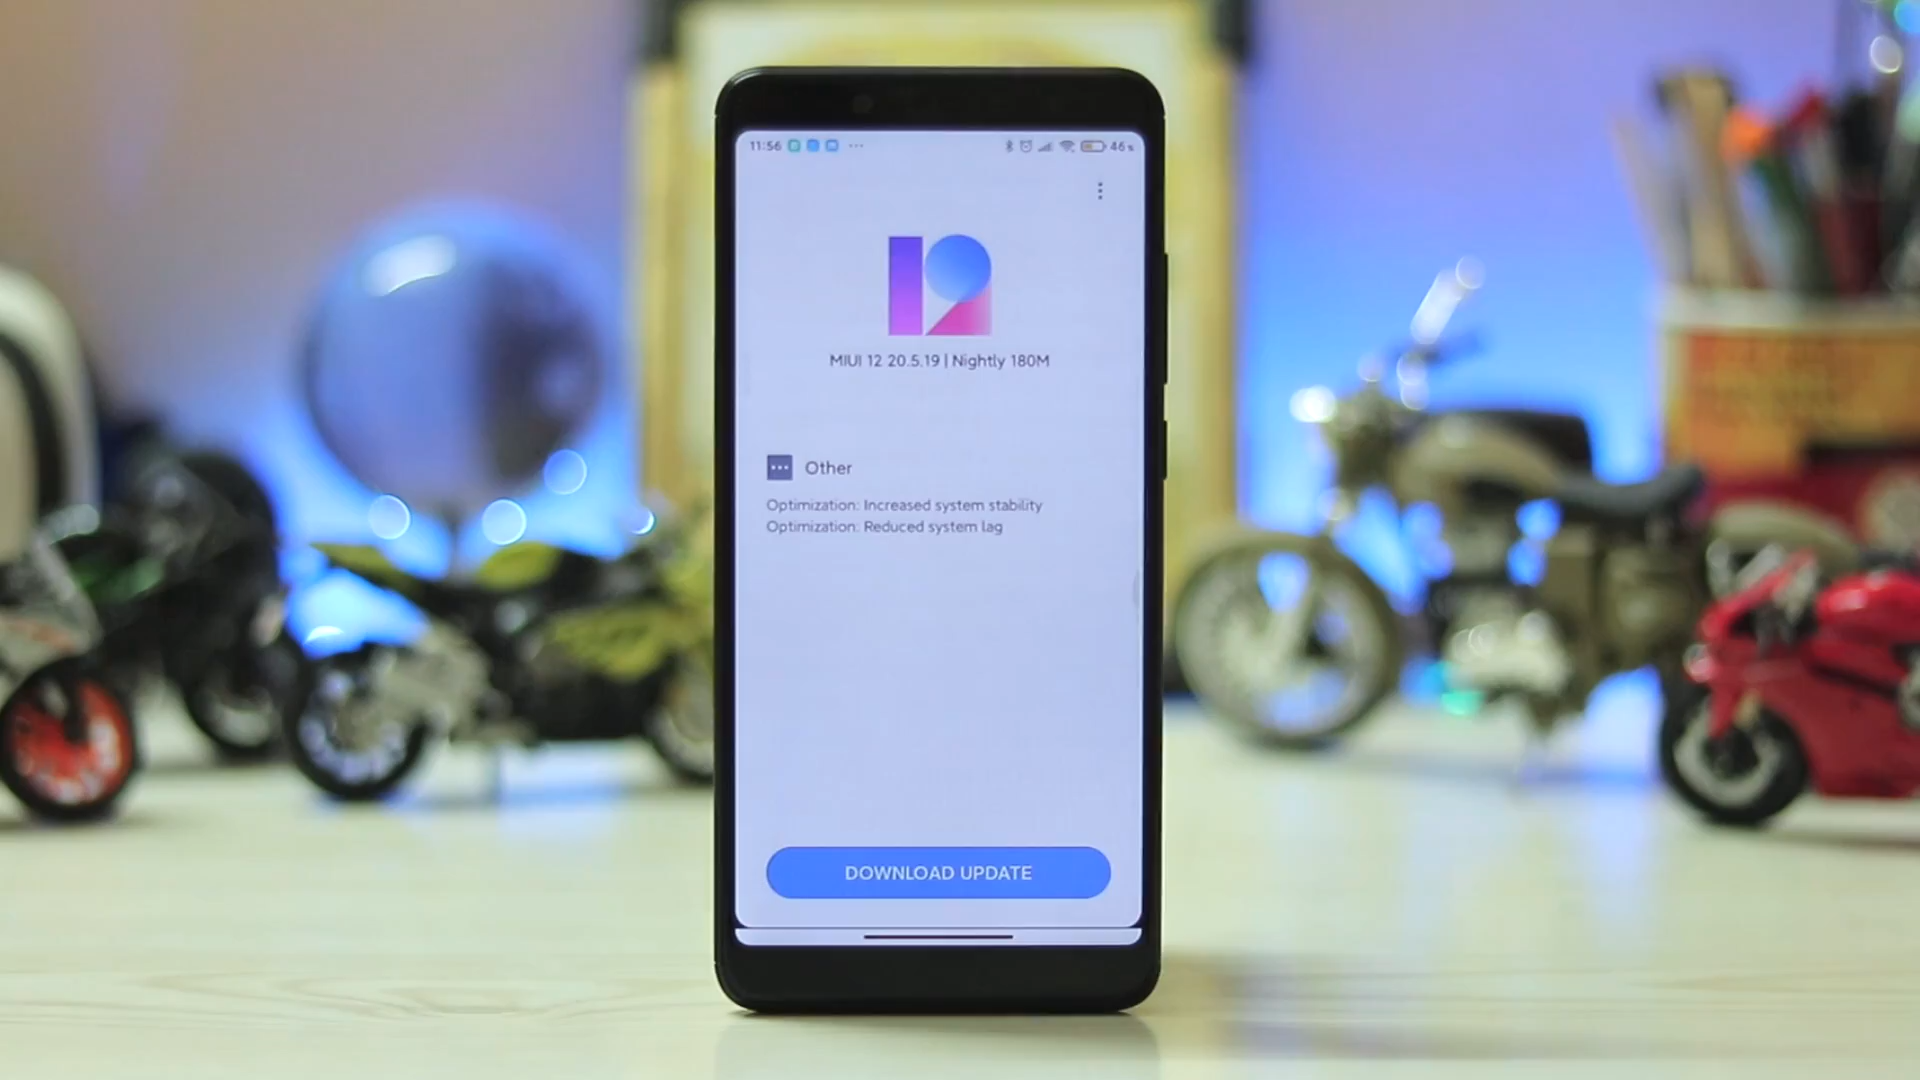 11:56 ... 46%
12
MIUI 12 20.5.19 | Nightly 180M
Other
Optimization: Increased system stability
Optimization: Reduced system lag
DOWNLOAD UPDATE